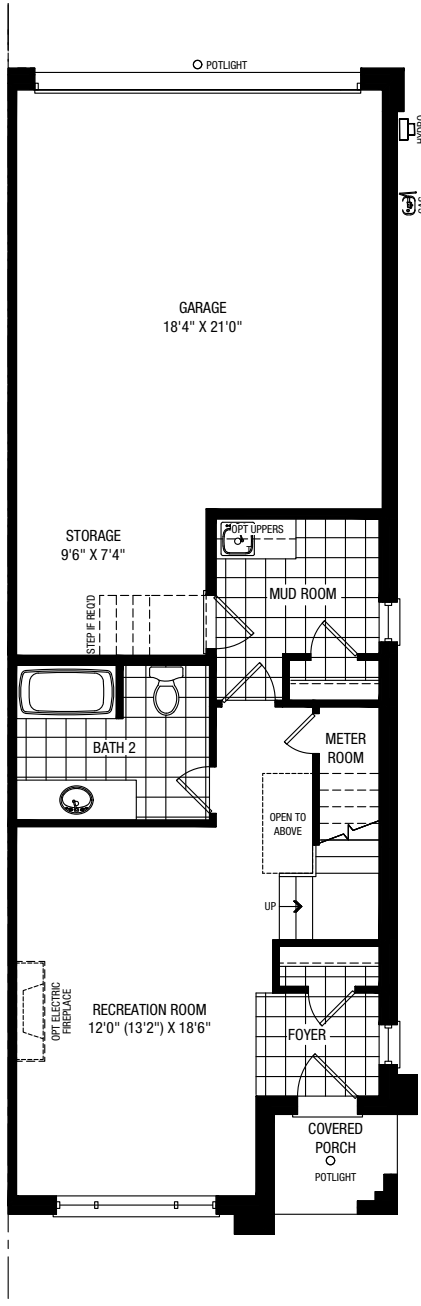 POTLIGHT
HYDRO
GAS
GARAGE
18'4" X 21'0"
STORAGE
9'6" X 7'4"
OPT UPPERS
MUD ROOM
STEP IF REQ'D
BATH 2
METER
ROOM
OPEN TO
ABOVE
UP
OPT ELECTRIC
FIREPLACE
RECREATION ROOM
12'0" (13'2") X 18'6"
FOYER
COVERED
PORCH
POTLIGHT